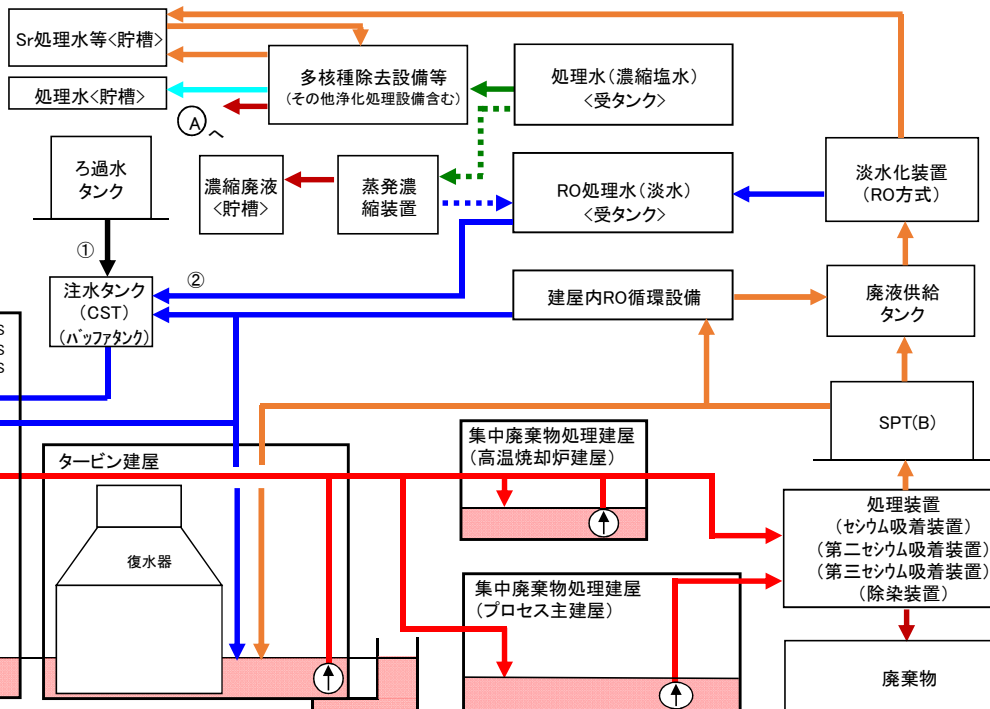 Sr処理水等<貯槽>
処理水<貯槽>
多核種除去設備等
(その他浄化処理設備含む)
処理水(濃縮塩水)
<受タンク>
Aへ
ろ過水
タンク
濃縮廃液
<貯槽>
蒸発濃
縮装置
RO処理水(淡水)
<受タンク>
淡水化装置
(RO方式)
①
②
注水タンク
(CST)
(バッファタンク)
建屋内RO循環設備
廃液供給
タンク
S
S
S
SPT(B)
タービン建屋
復水器
集中廃棄物処理建屋
(高温焼却炉建屋)
集中廃棄物処理建屋
(プロセス主建屋)
処理装置
(セシウム吸着装置)
(第二セシウム吸着装置)
(第三セシウム吸着装置)
(除染装置)
廃棄物